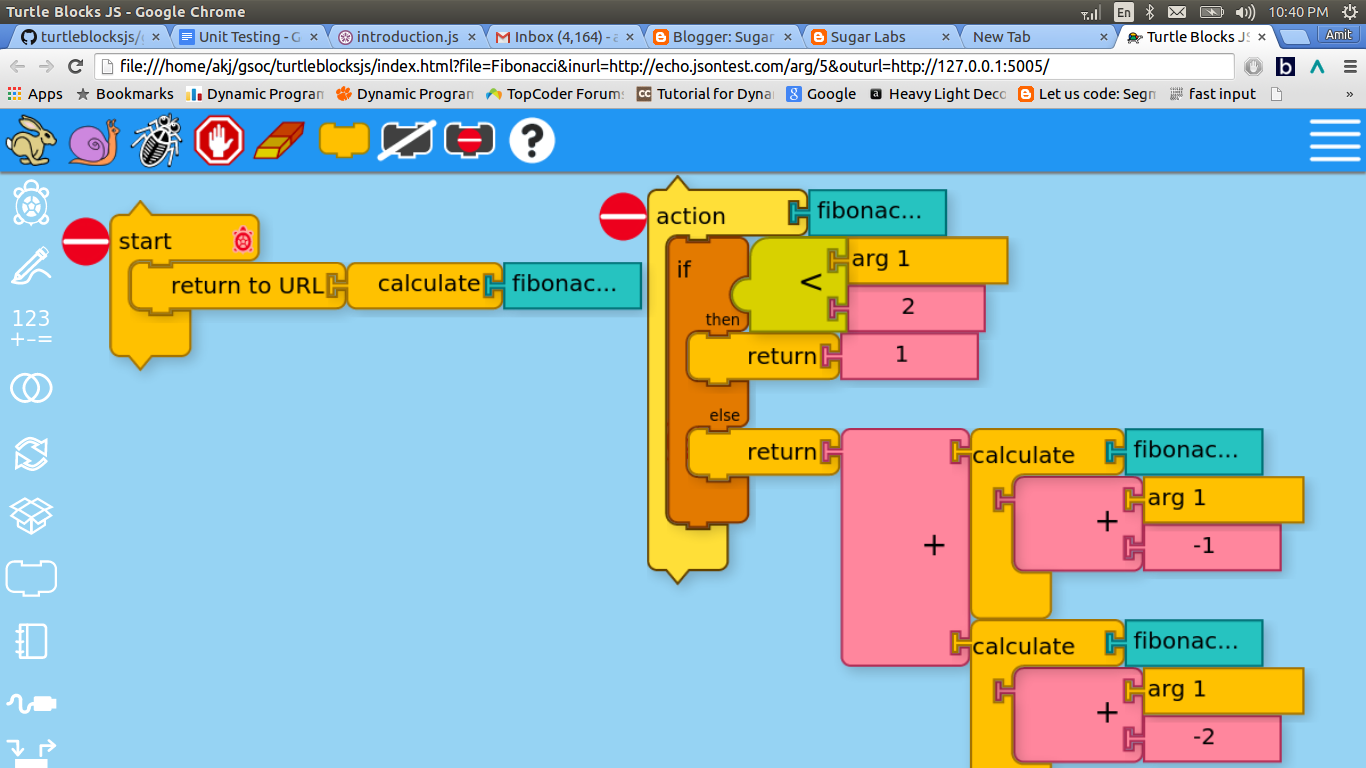 Turtle Blocks JS - Google Chrome
En
10:40 PM
turtleblocksjs/
Unit Testing - G
introduction.js
Inbox (4,164) - a
Blogger: Sugar
Sugar Labs
New Tab
Turtle Blocks JS
Amit
file:///home/akj/gsoc/turtleblocksjs/index.html?file=Fibonacci&inurl=http://echo.jsontest.com/arg/5&outurl=http://127.0.0.1:5005/
Apps
Bookmarks
Dynamic Program
Dynamic Program
TopCoder Forums
CC Tutorial for Dyna
Google
Heavy Light Deco
Let us code: Segm
fast input
»
?
action
fibonac...
start
return to URL
calculate
fibonac...
if
<
arg 1
2
then
return
1
else
return
+
calculate
fibonac...
+
arg 1
-1
calculate
fibonac...
+
arg 1
-2
123
+-=